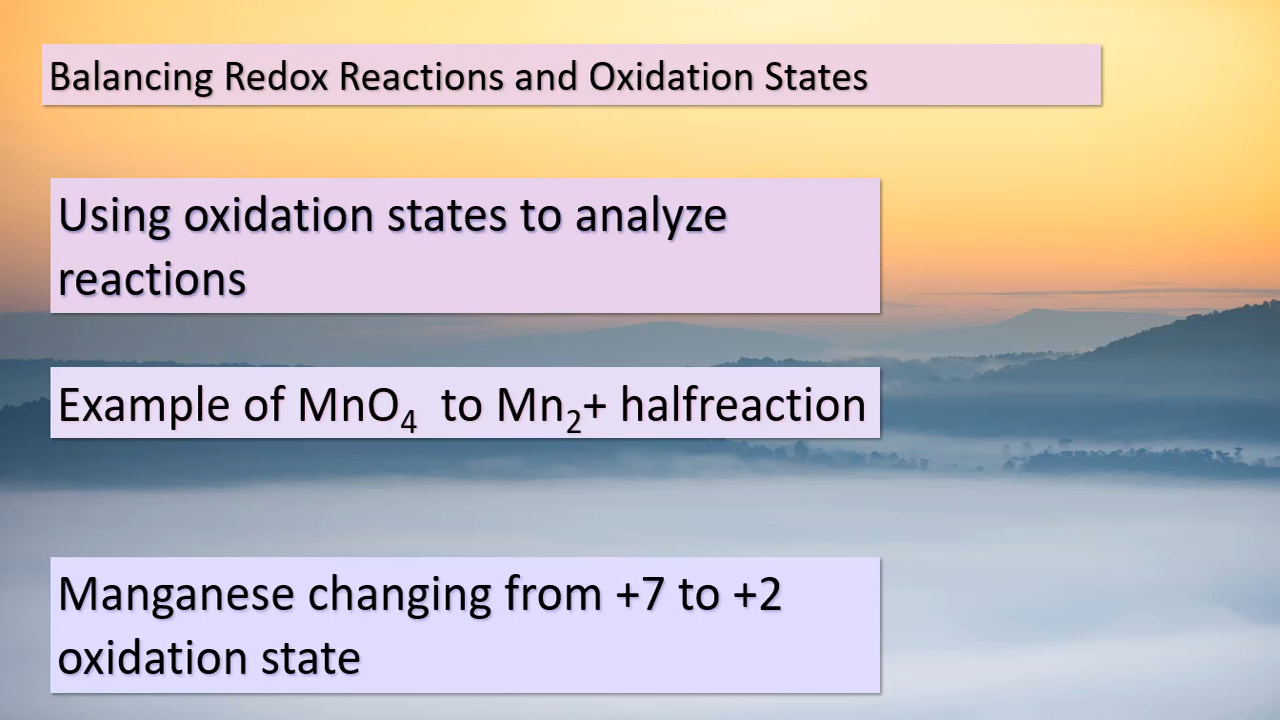 Balancing Redox Reactions and Oxidation States
Using oxidation states to analyze
reactions
Example of MnO₄ to Mn₂+ halfreaction
Manganese changing from +7 to +2
oxidation state